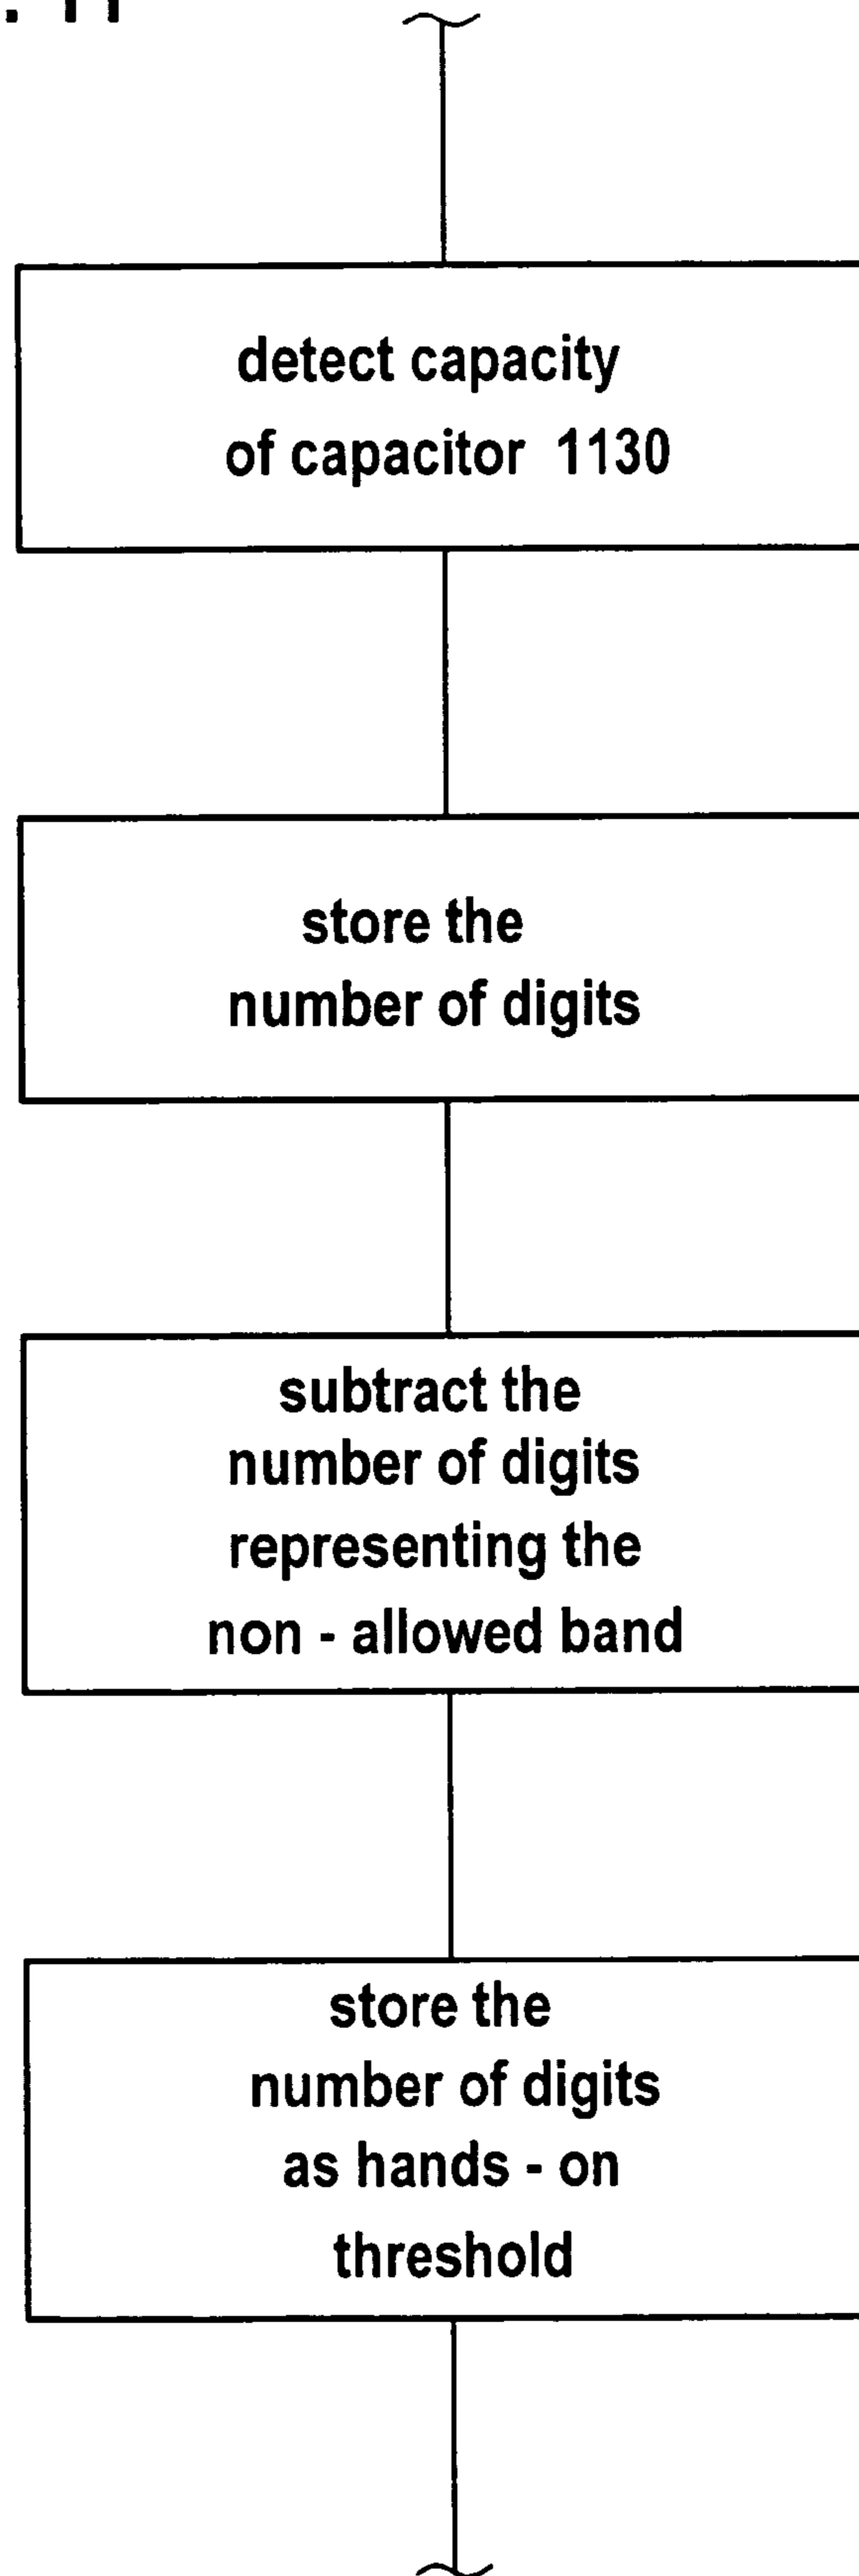 . 11
detect capacity
of capacitor 1130
store the
number of digits
subtract the
number of digits
representing the
non - allowed band
store the
number of digits
as hands - on
threshold